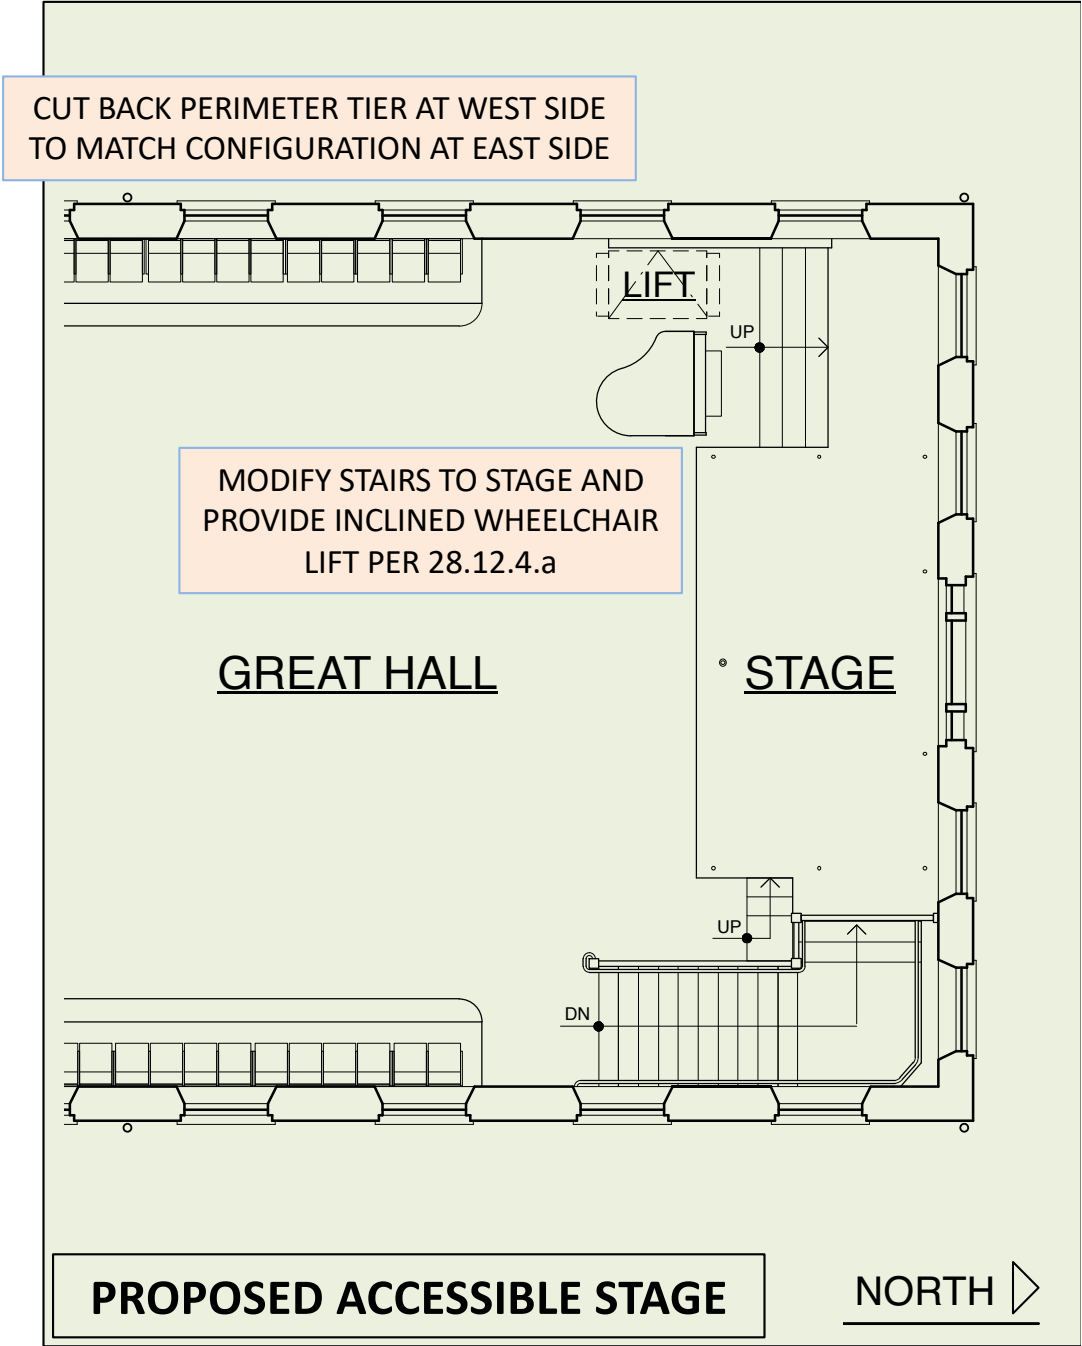 CUT BACK PERIMETER TIER AT WEST SIDE
TO MATCH CONFIGURATION AT EAST SIDE
LIFT
UP
MODIFY STAIRS TO STAGE AND
PROVIDE INCLINED WHEELCHAIR
LIFT PER 28.12.4.a
GREAT HALL
STAGE
UP
DN
PROPOSED ACCESSIBLE STAGE
NORTH